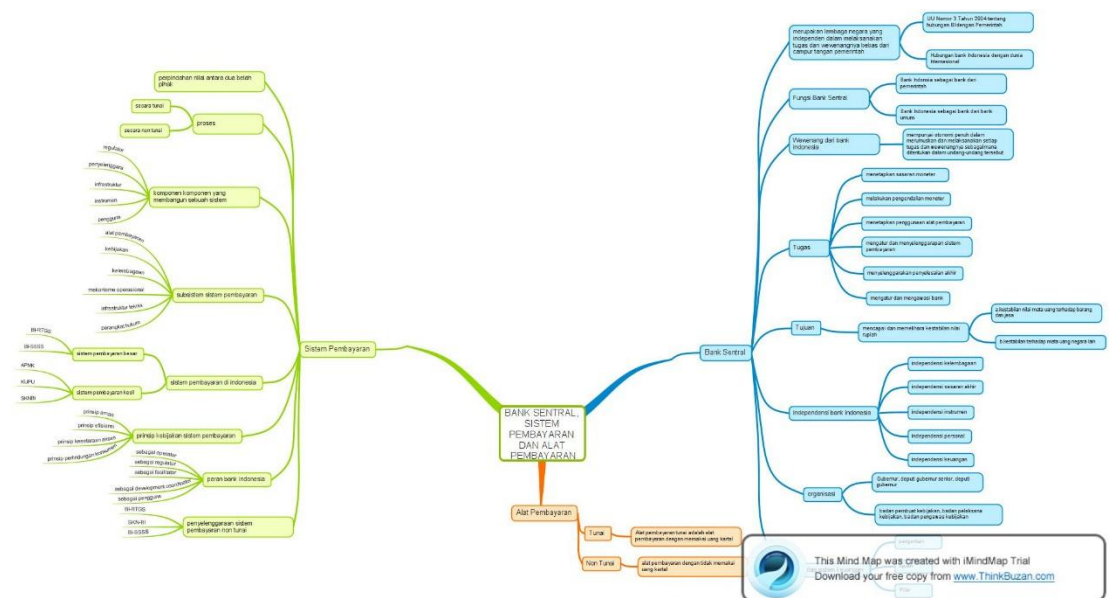 BANK SENTRAL,
SISTEM
PEMBAYARAN
DAN ALAT
PEMBAYARAN
Bank Sentral
merupakan lembaga negara yang
independen dalam melaksanakan
tugas dan wewenangnya bebas dari
campur tangan pemerintah
UU Nomor 3 Tahun 2004 tentang
hubungan BI dengan Pemerintah
Hubungan bank Indonesia dengan dunia
internasional
Fungsi Bank Sentral
Bank Indonesia sebagai bank dari
pemerintah
Bank Indonesia sebagai bank dari bank
umum
Wewenang dari bank
Indonesia
mempunyai otonomi penuh dalam
merumuskan dan melaksanakan setiap
tugas dan wewenangnya sebagaimana
ditentukan dalam undang-undang tersebut
Tugas
menetapkan sasaran moneter
melakukan pengendalian moneter
menetapkan penggunaan alat pembayaran
mengatur dan menyelenggarapan sistem
pembayaran
menyelenggarakan penyelesaian akhir
mengatur dan mengawasi bank
Tujuan
mencapai dan memelihara kestabilan nilai
rupiah
a.kestabilan nilai mata uang terhadap barang
dan jasa
b.kestabilan terhadap mata uang negara lain
independensi bank indonesia
independensi kelembagaan
independensi sasaran akhir
independensi instrumen
independensi personal
independensi keuangan
organisasi
Gubernur, deputi gubernur senior, deputi
gubernur
badan pembuat kebijakan, badan pelaksana
kebijakan, badan pengawas kebijakan
Alat Pembayaran
Tunai
Alat pembayaran tunai adalah alat
pembayaran dengan memakai uang kartal
Non Tunai
alat pembayaran dengan tidak memakai
uang kartal
Sistem Pembayaran
perpindahan nilai antara dua belah
pihak
proses
secara tunai
secara non tunai
komponen komponen yang
membangun sebuah sistem
regulator
penyelenggara
infrastruktur
instrumen
pengguna
subsistem sistem pembayaran
alat pembayaran
kebijakan
kelembagaan
mekanisme operasional
infrastruktur teknis
perangkat hukum
sistem pembayaran di indonesia
sistem pembayaran besar
BI-RTGS
BI-SSSS
sistem pembayaran kecil
APMK
KUPU
SKNBI
prinsip kebijakan sistem pembayaran
prinsip aman
prinsip efisiensi
prinsip kesetaraan akses
prinsip perlindungan konsumen
peran bank indonesia
sebagai operator
sebagai regulator
sebagai fasilitator
sebagai pengguna
penyelenggaraan sistem
pembayaran non tunai
BI-RTGS
SKN-BI
BI-SSSS
This Mind Map was created with iMindMap Trial
Download your free copy from www.ThinkBuzan.com